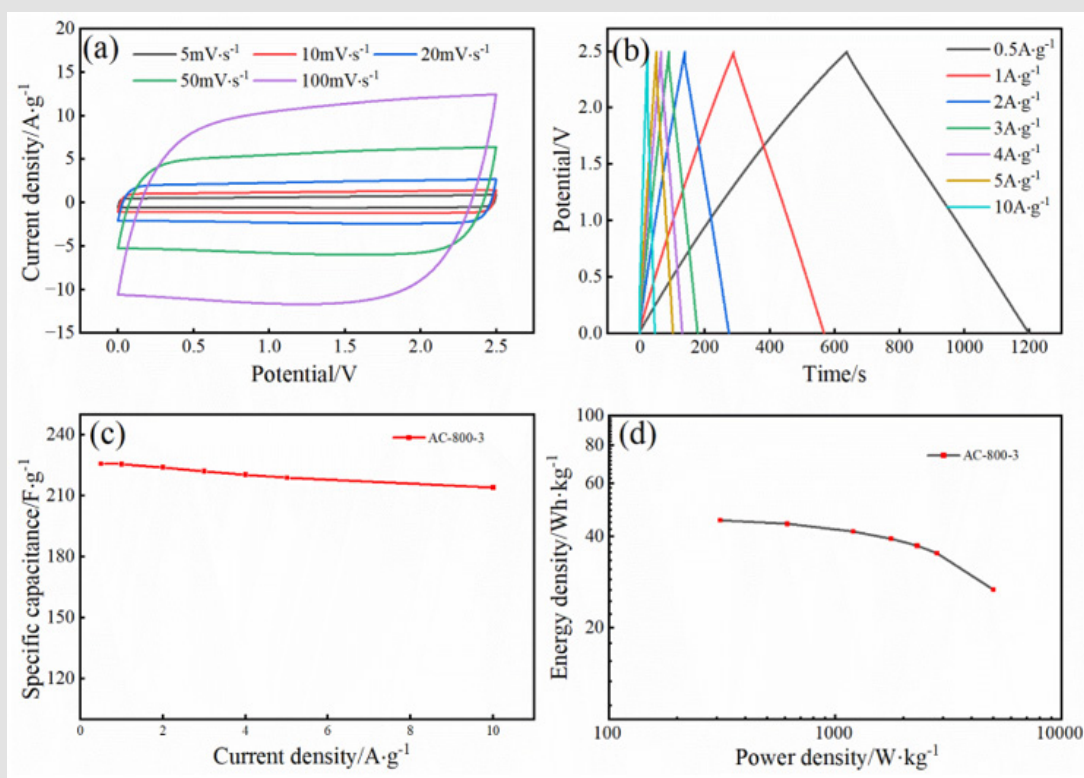 (a)
5mV·s⁻¹ 10mV·s⁻¹ 20mV·s⁻¹
50mV·s⁻¹ 100mV·s⁻¹
20
15
10
5
0
−5
−10
−15
Current density/A·g⁻¹
0.0 0.5 1.0 1.5 2.0 2.5
Potential/V
(b)
0.5A·g⁻¹
1A·g⁻¹
2A·g⁻¹
3A·g⁻¹
4A·g⁻¹
5A·g⁻¹
10A·g⁻¹
2.5
2.0
1.5
1.0
0.5
0.0
Potential/V
0 200 400 600 800 1000 1200
Time/s
(c)
AC-800-3
240
210
180
150
120
Specific capacitance/F·g⁻¹
0 2 4 6 8 10
Current density/A·g⁻¹
(d)
AC-800-3
100
80
60
40
20
Energy density/Wh·kg⁻¹
100 1000 10000
Power density/W·kg⁻¹